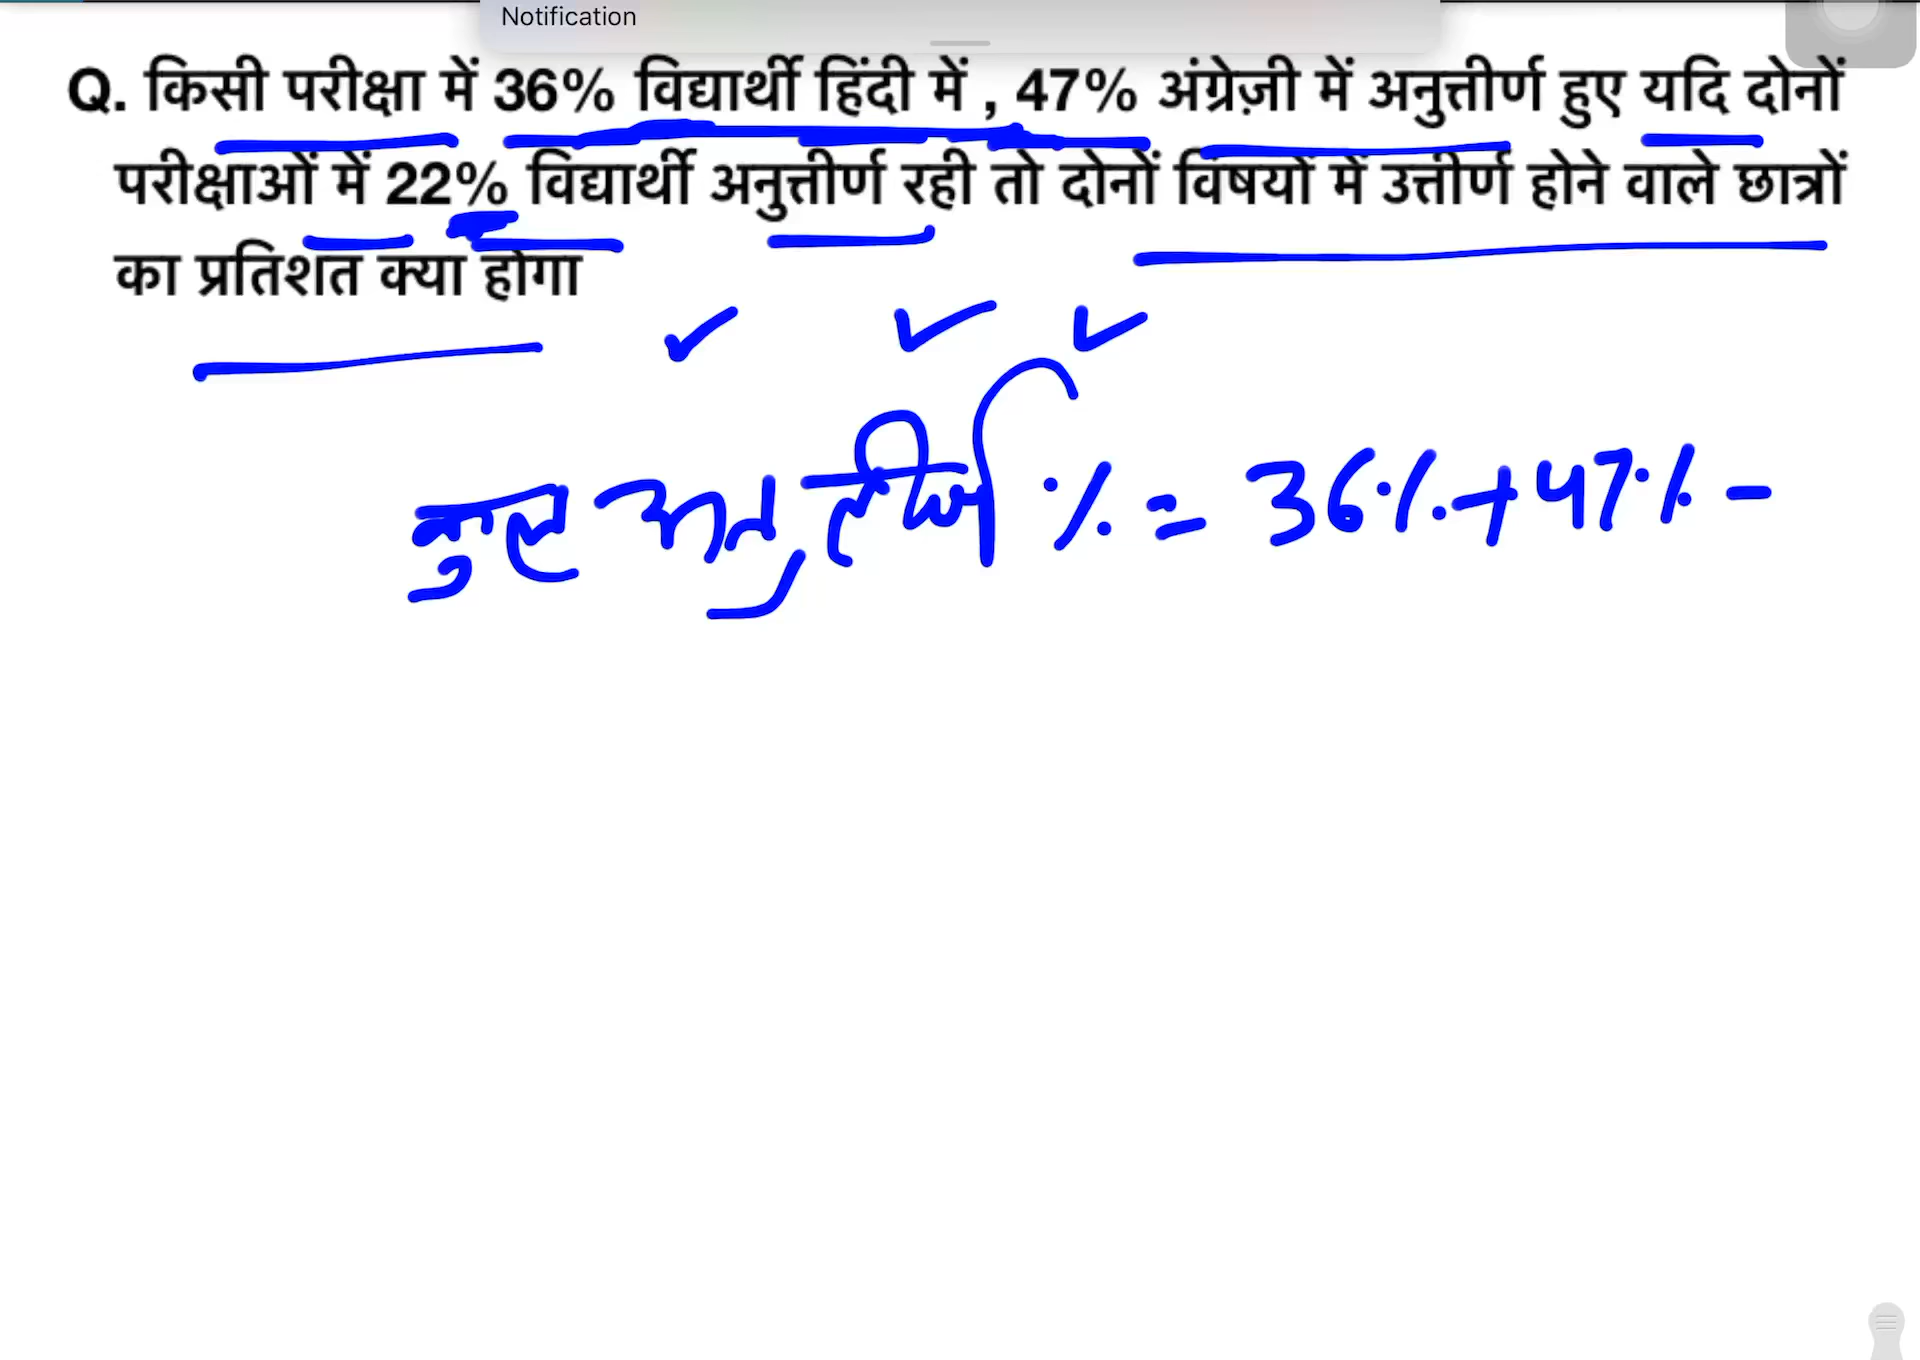 Notification
Q. किसी परीक्षा में 36% विद्यार्थी हिंदी में , 47% अंग्रेज़ी में अनुत्तीर्ण हुए यदि दोनों
परीक्षाओं में 22% विद्यार्थी अनुत्तीर्ण रही तो दोनों विषयों में उत्तीर्ण होने वाले छात्रों
का प्रतिशत क्या होगा
कुल अनुत्तीर्ण % = 36% + 47% -